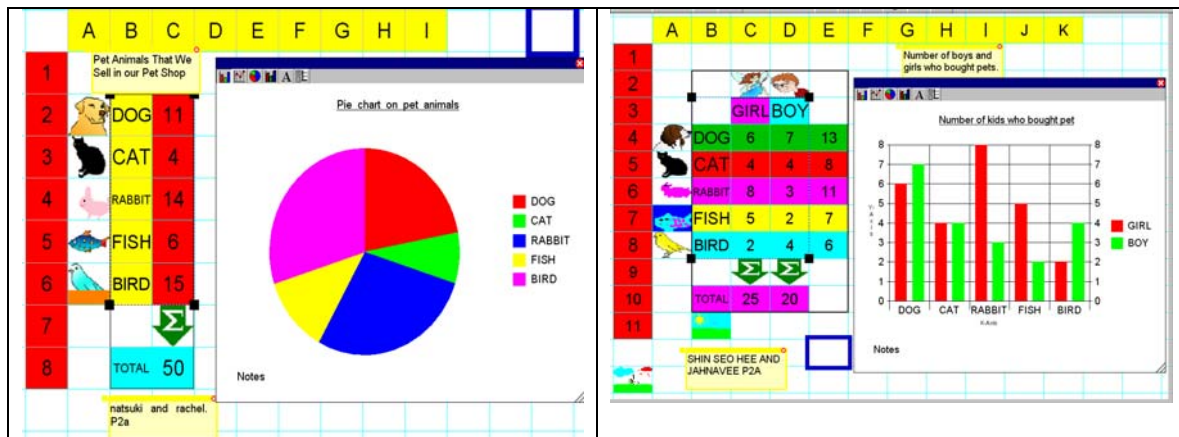 A B C D E F G H I
Pet Animals That We
Sell in our Pet Shop
1
2 DOG 11
3 CAT 4
4 RABBIT 14
5 FISH 6
6 BIRD 15
7 Σ
8 TOTAL 50
natsuki and rachel.
P2a
A
Pie chart on pet animals
DOG
CAT
RABBIT
FISH
BIRD
Notes
A B C D E F G H I J K
Number of boys and
girls who bought pets.
1
2
3 GIRL BOY
4 DOG 6 7 13
5 CAT 4 4 8
6 RABBIT 8 3 11
7 FISH 5 2 7
8 BIRD 2 4 6
9 Σ Σ
10 TOTAL 25 20
11
SHIN SEO HEE AND
JAHNAVEE P2A
A
Number of kids who bought pet
8 8
7 7
6 6
5 5
4 4
3 3
2 2
1 1
0 0
Y-Axis
DOG CAT RABBIT FISH BIRD
X-Axis
GIRL
BOY
Notes